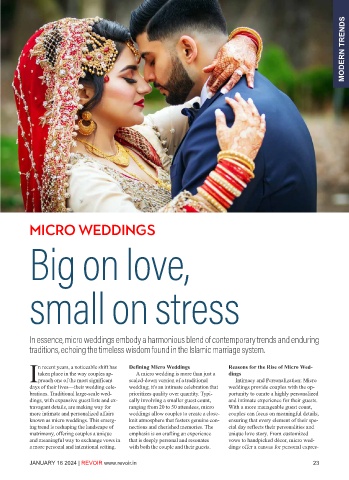 MODERN TRENDS
MICRO WEDDINGS
Big on love,
small on stress
In essence, micro weddings embody a harmonious blend of contemporary trends and enduring
traditions, echoing the timeless wisdom found in the Islamic marriage system.
In recent years, a noticeable shift has
taken place in the way couples ap-
proach one of the most significant
days of their lives—their wedding cele-
brations. Traditional large-scale wed-
dings, with expansive guest lists and ex-
travagant details, are making way for
more intimate and personalized affairs
known as micro weddings. This emerg-
ing trend is reshaping the landscape of
matrimony, offering couples a unique
and meaningful way to exchange vows in
a more personal and intentional setting.
Defining Micro Weddings
A micro wedding is more than just a
scaled-down version of a traditional
wedding. It's an intimate celebration that
prioritizes quality over quantity. Typi-
cally involving a smaller guest count,
ranging from 20 to 50 attendees, micro
weddings allow couples to create a close-
knit atmosphere that fosters genuine con-
nections and cherished memories. The
emphasis is on crafting an experience
that is deeply personal and resonates
with both the couple and their guests.
Reasons for the Rise of Micro Wed-
dings
Intimacy and Personalization: Micro
weddings provide couples with the op-
portunity to curate a highly personalized
and intimate experience for their guests.
With a more manageable guest count,
couples can focus on meaningful details,
ensuring that every element of their spe-
cial day reflects their personalities and
unique love story. From customized
vows to handpicked décor, micro wed-
dings offer a canvas for personal expres-
JANUARY 16 2024 | REVOIR www.revoir.in
23